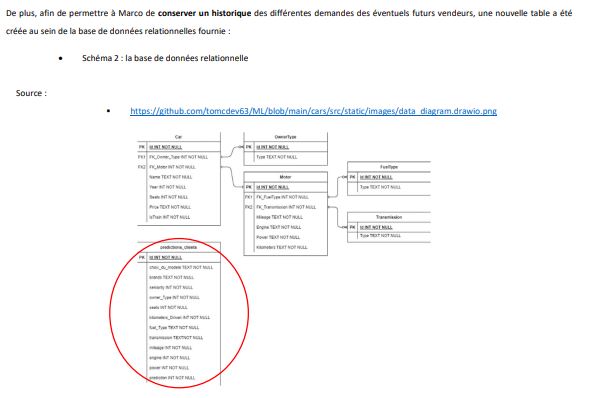 De plus, afin de permettre à Marco de conserver un historique des différentes demandes des éventuels futurs vendeurs, une nouvelle table a été
créée au sein de la base de données relationnelles fournie :
• Schéma 2 : la base de données relationnelle
Source :
• https://github.com/tomcdev63/ML/blob/main/cars/src/static/images/data_diagram.drawio.png
Car
PK Id INT NOT NULL
FK1 FK_Owner_Type INT NOT NULL
FK2 FK_Motor INT NOT NULL
Name TEXT NOT NULL
Year INT NOT NULL
Seats INT NOT NULL
Price TEXT NOT NULL
isTrain INT NOT NULL
OwnerType
PK Id INT NOT NULL
Type TEXT NOT NULL
Motor
PK Id INT NOT NULL
FK1 FK_FuelType INT NOT NULL
FK2 FK_Transmission INT NOT NULL
Mileage TEXT NOT NULL
Engine TEXT NOT NULL
Power TEXT NOT NULL
Kilometers TEXT NOT NULL
FuelType
PK Id INT NOT NULL
Type TEXT NOT NULL
Transmission
PK Id INT NOT NULL
Type TEXT NOT NULL
predictions_clients
PK Id INT NOT NULL
choix_du_modele TEXT NOT NULL
brands TEXT NOT NULL
seniority INT NOT NULL
owner_Type INT NOT NULL
seats INT NOT NULL
kilometers_Driven INT NOT NULL
fuel_Type TEXT NOT NULL
transmission TEXTNOT NULL
mileage INT NOT NULL
engine INT NOT NULL
power INT NOT NULL
prediction INT NOT NULL